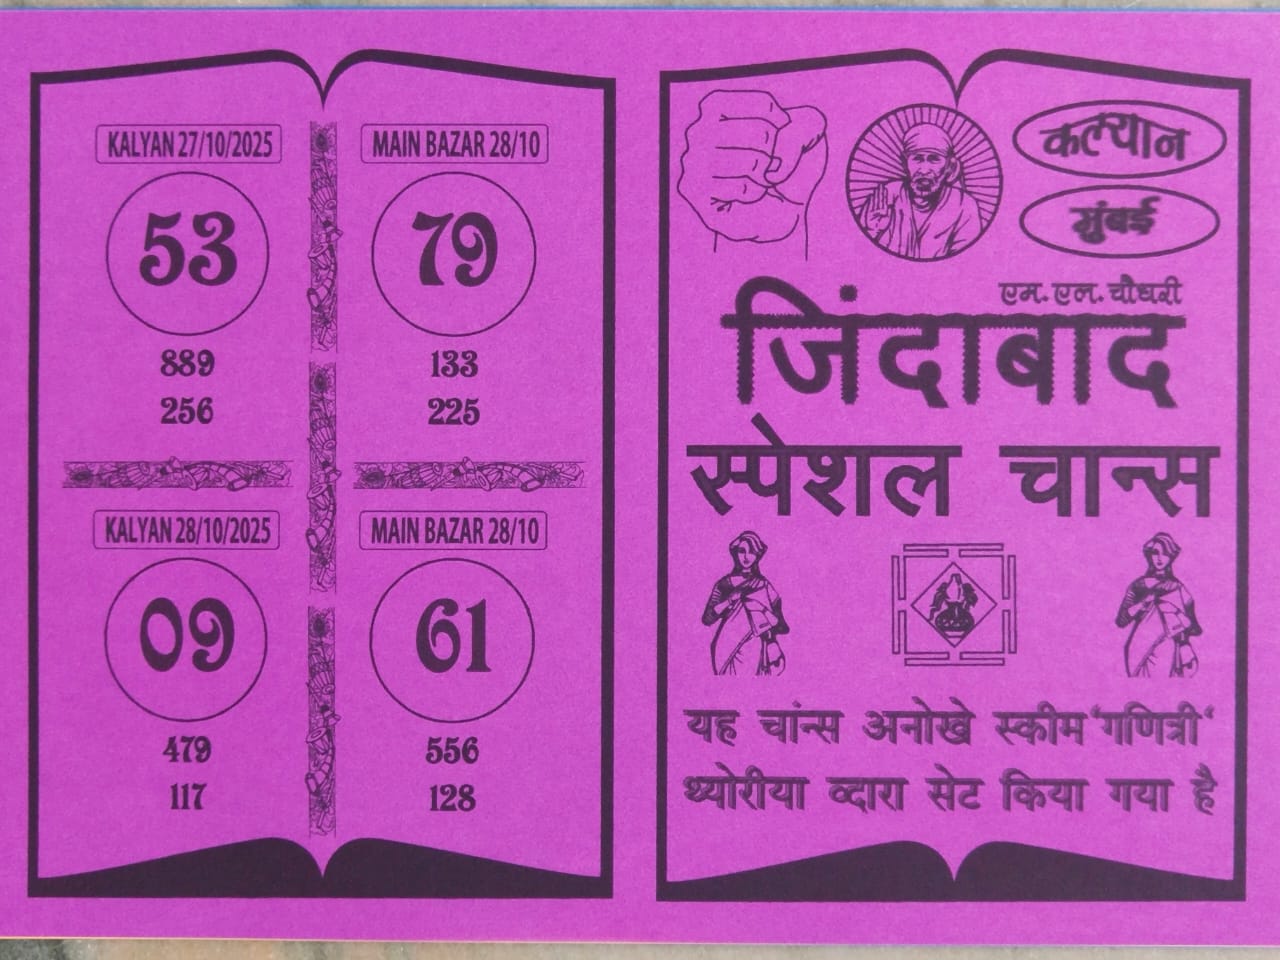 KALYAN 27/10/2025
53
889
256
MAIN BAZAR 28/10
79
133
225
KALYAN 28/10/2025
09
479
117
MAIN BAZAR 28/10
61
556
128
कल्यान
मुंबई
एम. एल. चौधरी
जिंदाबाद
स्पेशल चान्स
यह चांन्स अनोखे स्कीम 'गणित्री'
थ्योरीया व्दारा सेट किया गया है